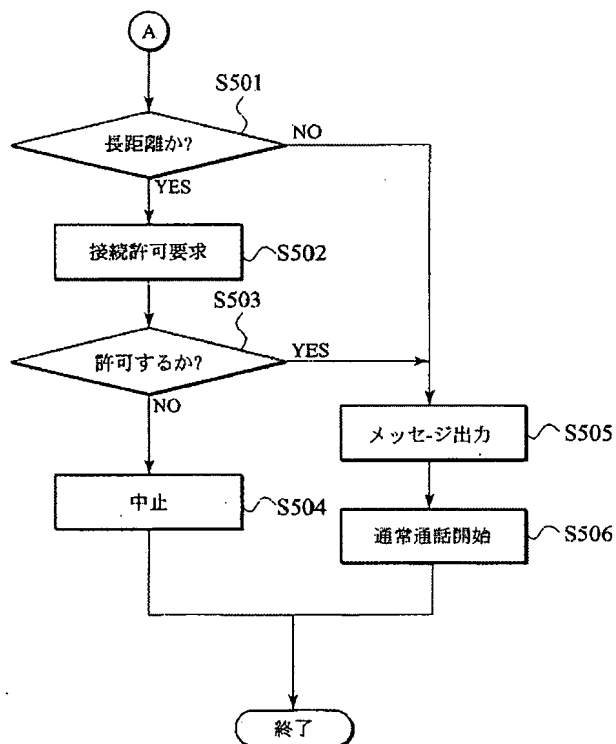 A
S501
長距離か?
NO
YES
接続許可要求
S502
S503
許可するか?
YES
NO
メッセージ出力
S505
中止
S504
通常通話開始
S506
終了